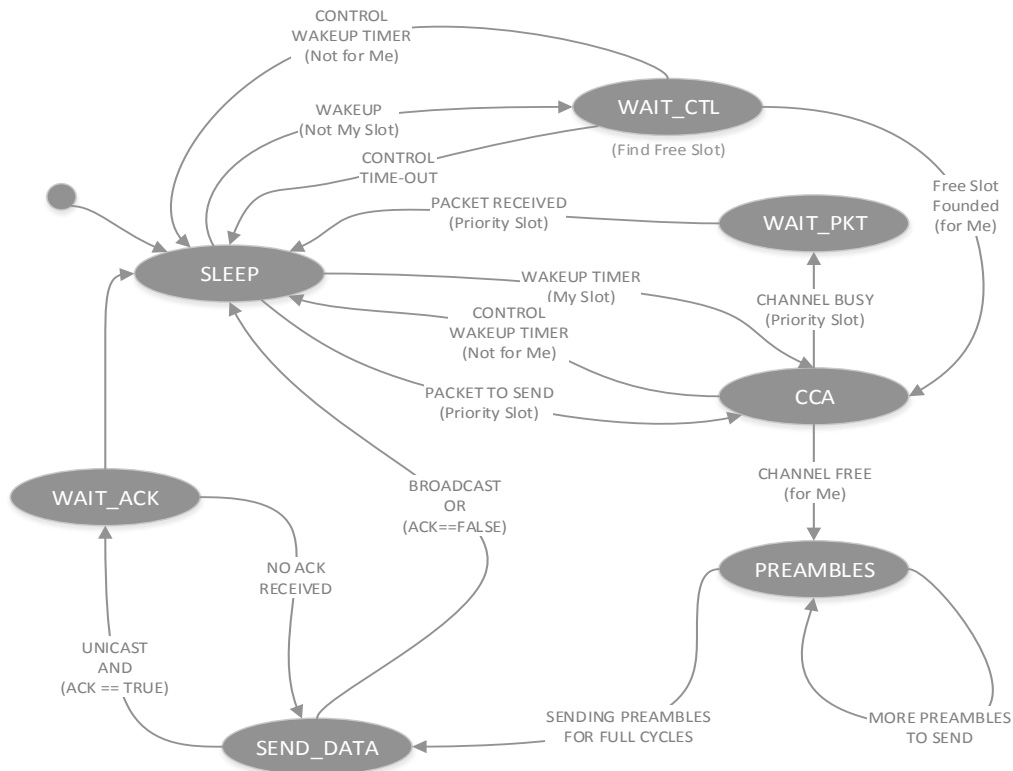 CONTROL
WAKEUP TIMER
(Not for Me)
WAKEUP
(Not My Slot)
WAIT_CTL
(Find Free Slot)
CONTROL
TIME-OUT
Free Slot
Founded
(for Me)
PACKET RECEIVED
(Priority Slot)
WAIT_PKT
SLEEP
WAKEUP TIMER
(My Slot)
CHANNEL BUSY
(Priority Slot)
CONTROL
WAKEUP TIMER
(Not for Me)
CCA
PACKET TO SEND
(Priority Slot)
CHANNEL FREE
(for Me)
WAIT_ACK
BROADCAST
OR
(ACK==FALSE)
NO ACK
RECEIVED
PREAMBLES
UNICAST
AND
(ACK == TRUE)
SENDING PREAMBLES
FOR FULL CYCLES
MORE PREAMBLES
TO SEND
SEND_DATA